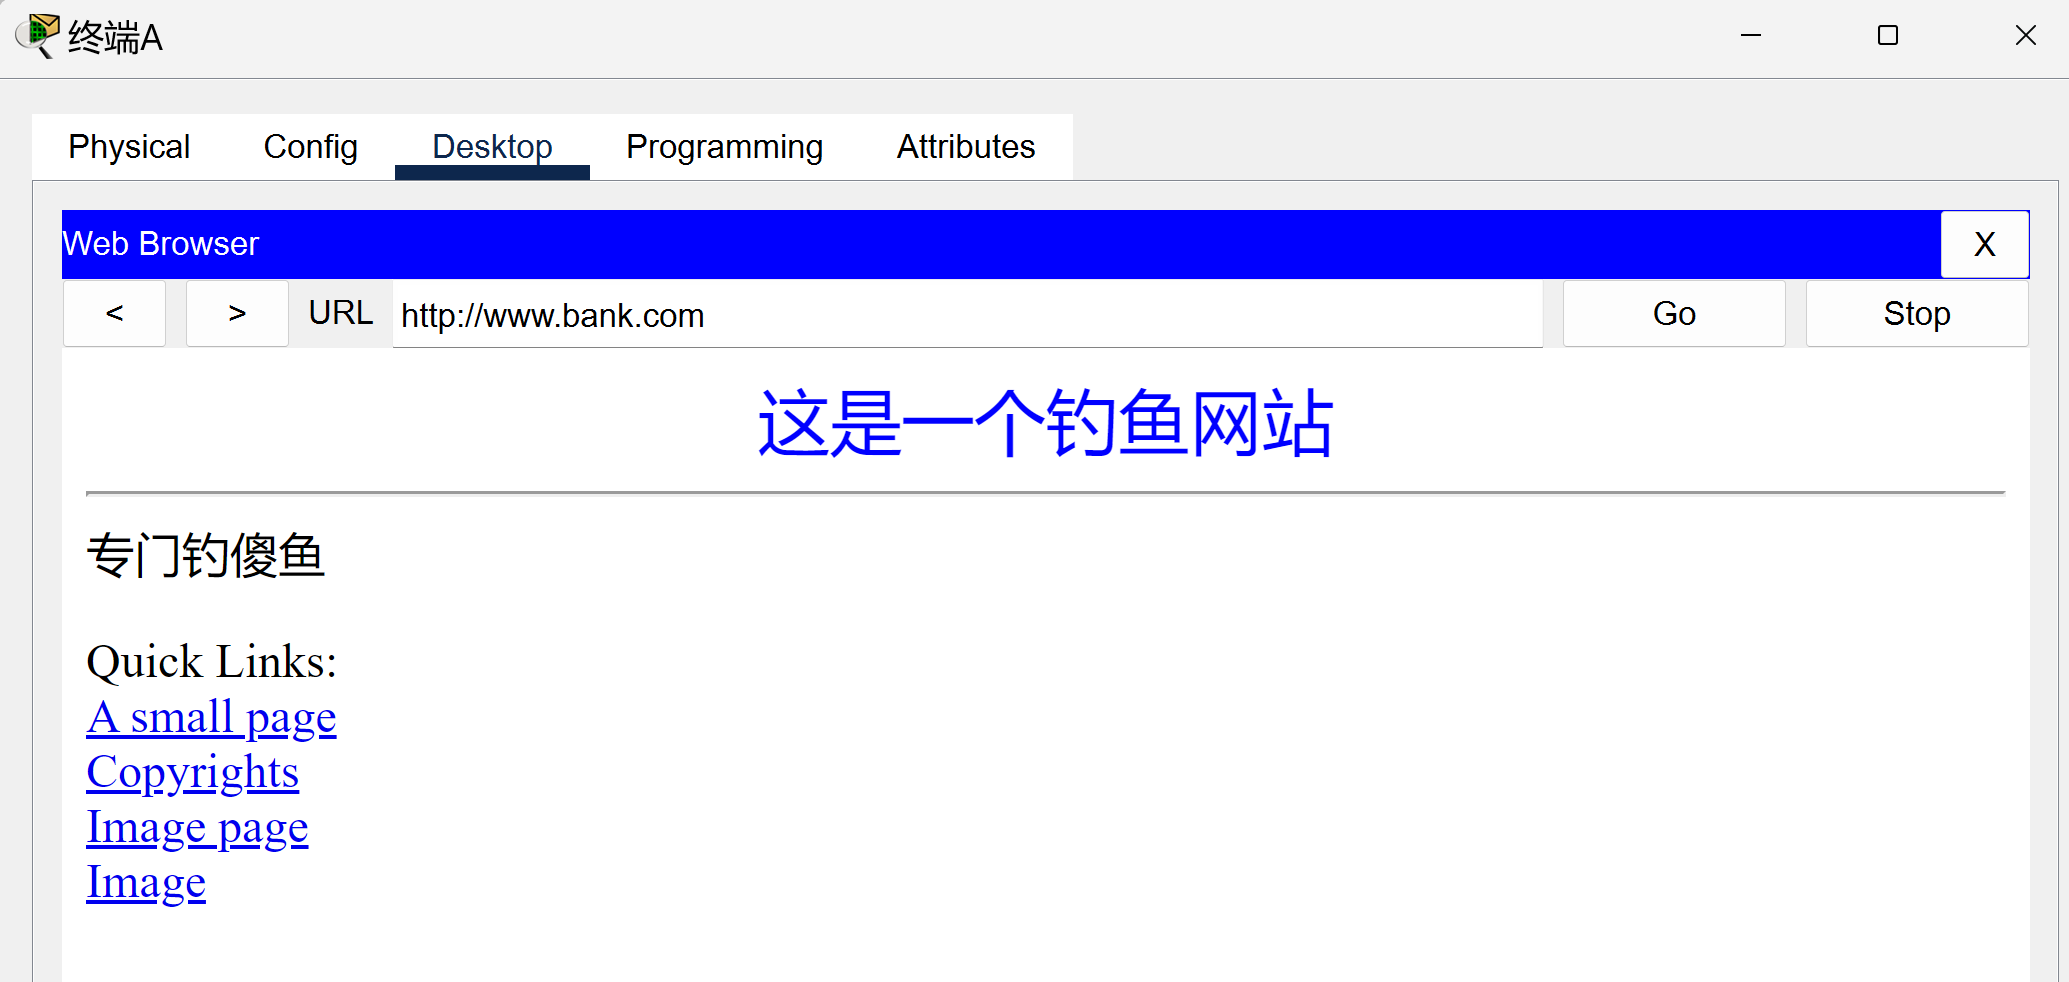 终端A
Physical Config Desktop Programming Attributes
Web Browser X
< > URL http://www.bank.com Go Stop
这是一个钓鱼网站
专门钓傻鱼
Quick Links:
A small page
Copyrights
Image page
Image